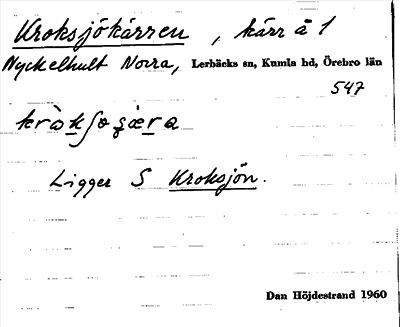 Kroksjökärren, kärr å 1
Nyckelhult Norra, Lerbäcks sn, Kumla hd, Örebro län
547
Ligger S Kroksjön.
Dan Höjdestrand 1960